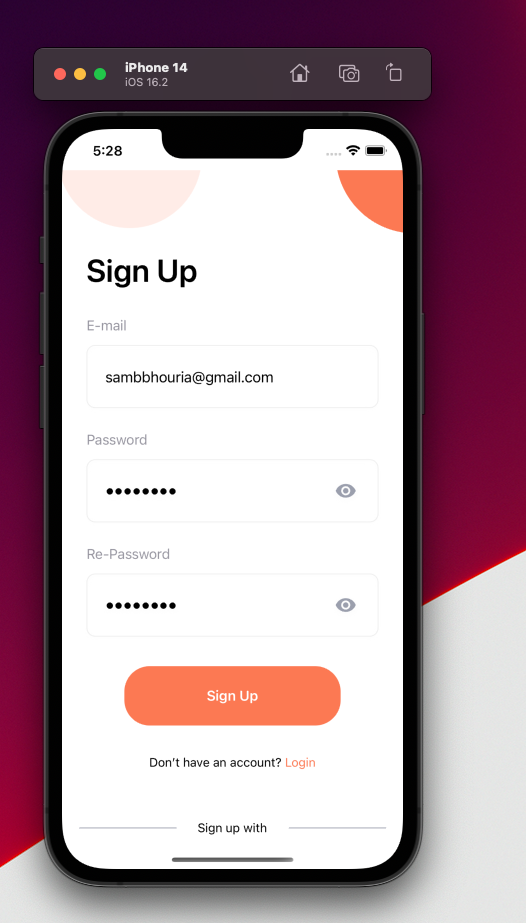 iPhone 14
iOS 16.2
5:28
Sign Up
E-mail
sambbhouria@gmail.com
Password
••••••••
Re-Password
••••••••
Sign Up
Don’t have an account? Login
Sign up with